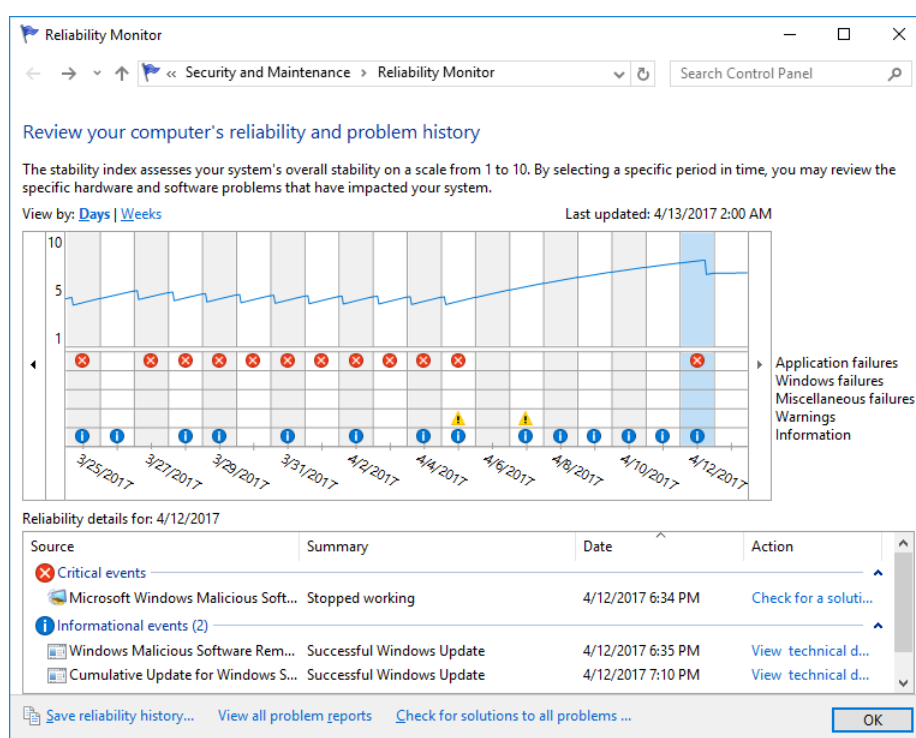 Reliability Monitor
« Security and Maintenance > Reliability Monitor
Search Control Panel
Review your computer's reliability and problem history
The stability index assesses your system's overall stability on a scale from 1 to 10. By selecting a specific period in time, you may review the
specific hardware and software problems that have impacted your system.
View by: Days | Weeks
Last updated: 4/13/2017 2:00 AM
10
5
1
Application failures
Windows failures
Miscellaneous failures
Warnings
Information
3/25/2017
3/27/2017
3/29/2017
3/31/2017
4/2/2017
4/4/2017
4/6/2017
4/8/2017
4/10/2017
4/12/2017
Reliability details for: 4/12/2017
Source Summary Date Action
Critical events
Microsoft Windows Malicious Soft... Stopped working 4/12/2017 6:34 PM Check for a soluti...
Informational events (2)
Windows Malicious Software Rem... Successful Windows Update 4/12/2017 6:35 PM View technical d...
Cumulative Update for Windows S... Successful Windows Update 4/12/2017 7:10 PM View technical d...
Save reliability history... View all problem reports Check for solutions to all problems ...
OK